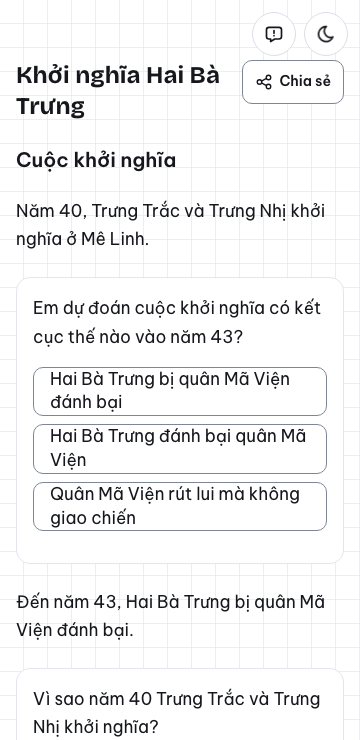 Khởi nghĩa Hai Bà
Trưng
Chia sẻ
Cuộc khởi nghĩa
Năm 40, Trưng Trắc và Trưng Nhị khởi
nghĩa ở Mê Linh.
Em dự đoán cuộc khởi nghĩa có kết
cục thế nào vào năm 43?
Hai Bà Trưng bị quân Mã Viện
đánh bại
Hai Bà Trưng đánh bại quân Mã
Viện
Quân Mã Viện rút lui mà không
giao chiến
Đến năm 43, Hai Bà Trưng bị quân Mã
Viện đánh bại.
Vì sao năm 40 Trưng Trắc và Trưng
Nhị khởi nghĩa?